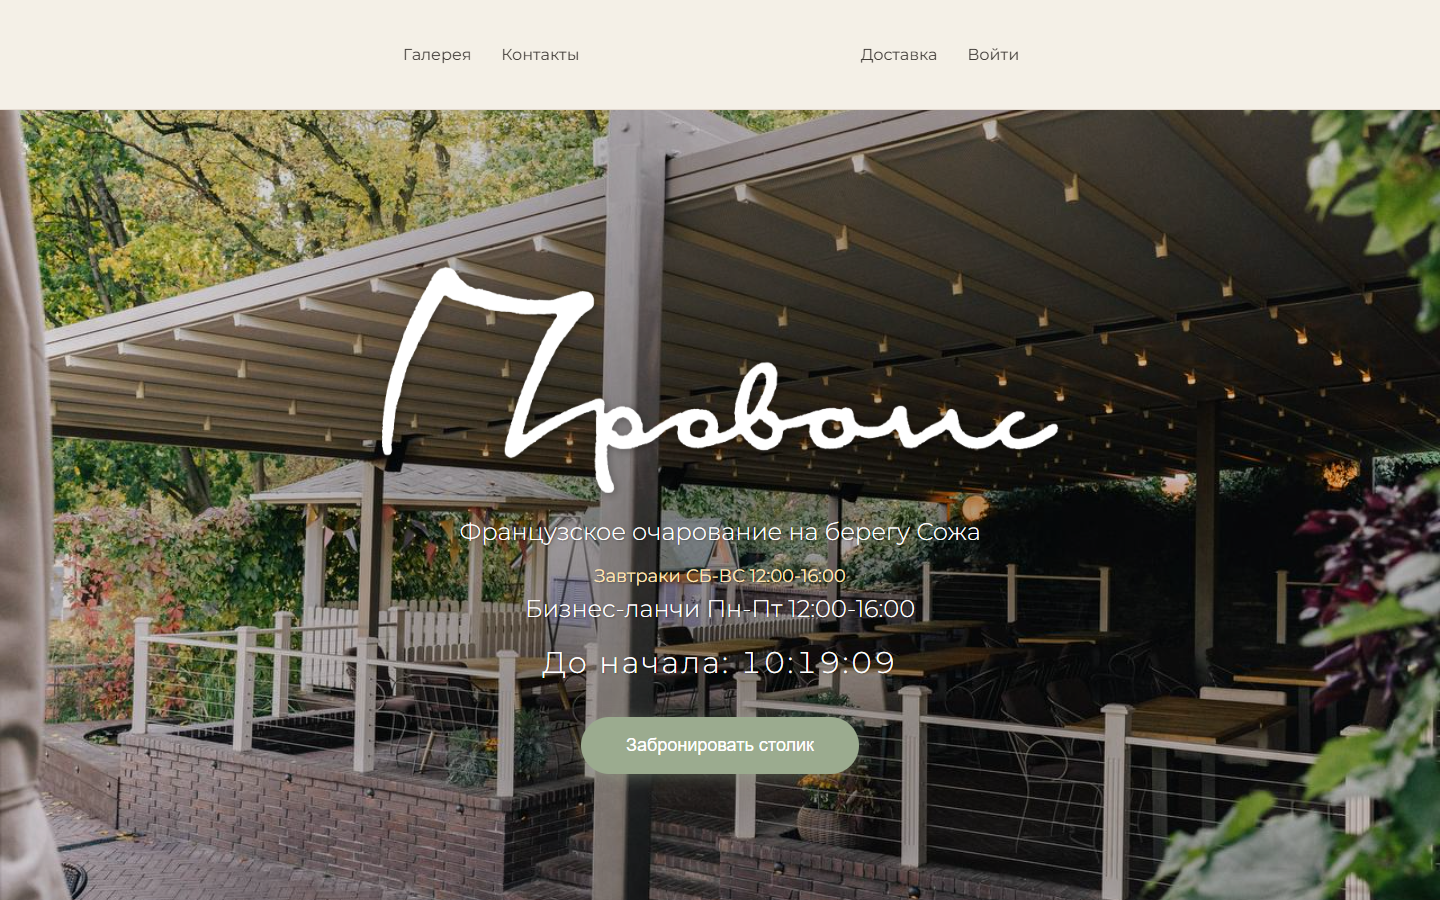 Галерея Контакты Доставка Войти
Прованс
Французское очарование на берегу Сожа
Завтраки СБ-ВС 12:00-16:00
Бизнес-ланчи Пн-Пт 12:00-16:00
До начала: 10:19:09
Забронировать столик